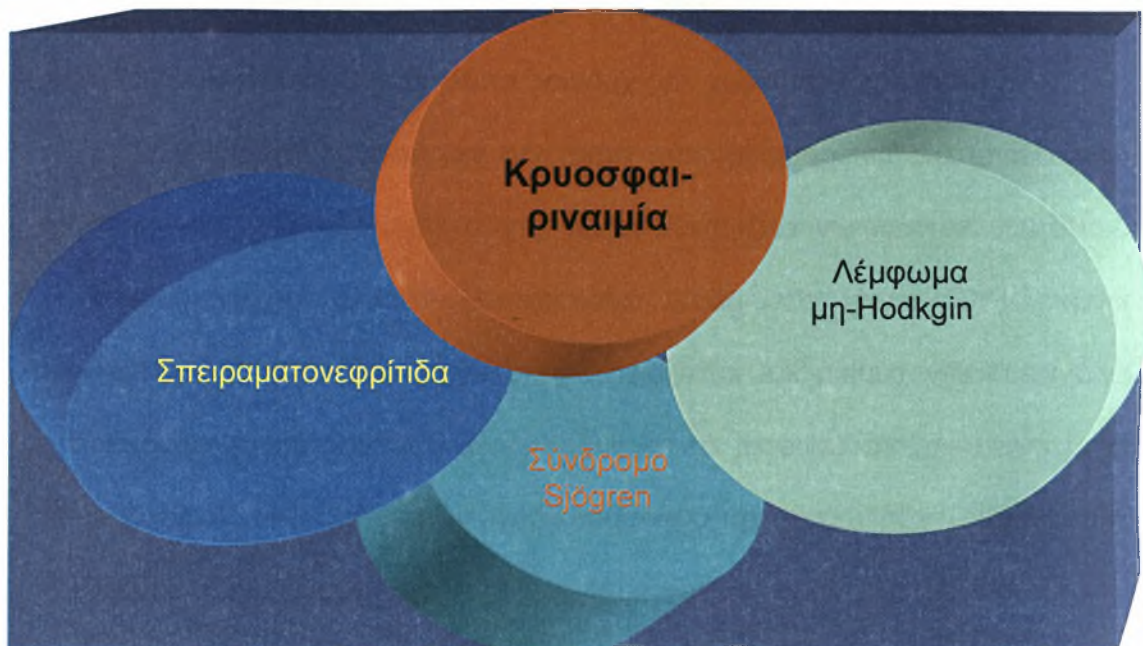 Κρυοσφαι-
ριναιμία
Λέμφωμα
μη-Hodkgin
Σπειραματονεφρίτιδα
Σύνδρομο
Sjögren